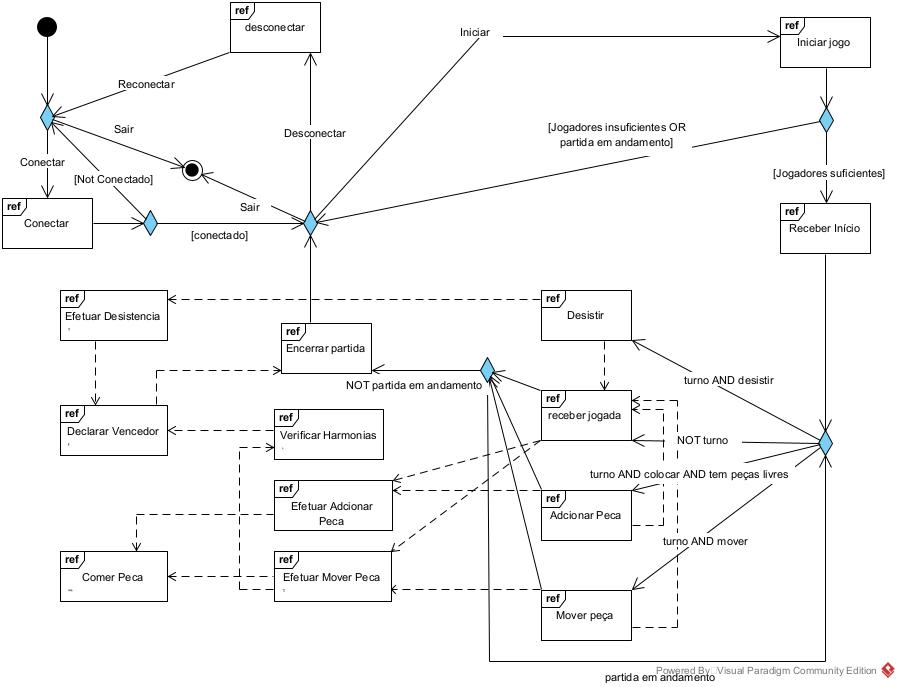 ref
desconectar
Iniciar
ref
Iniciar jogo
Reconectar
Sair
Desconectar
[Jogadores insuficientes OR
partida em andamento]
Conectar
[Not Conectado]
[Jogadores suficientes]
ref
Conectar
Sair
[conectado]
ref
Receber Início
ref
Efetuar Desistencia
ref
Desistir
ref
Encerrar partida
NOT partida em andamento
turno AND desistir
ref
receber jogada
ref
Declarar Vencedor
ref
Verificar Harmonias
NOT turno
turno AND colocar AND tem peças livres
ref
Efetuar Adcionar
Peca
ref
Adcionar Peca
turno AND mover
ref
Comer Peca
ref
Efetuar Mover Peca
ref
Mover peça
Powered By: Visual Paradigm Community Edition
partida em andamento